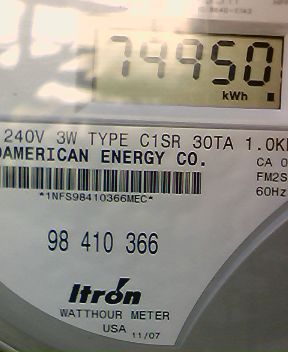 74950
kWh
240V 3W TYPE C1SR 30TA 1.0K
AMERICAN ENERGY CO.
CA 0
FM2S
*1NFS98410366MEC*
60Hz
98 410 366
Itrón
WATTHOUR METER
USA 11/07